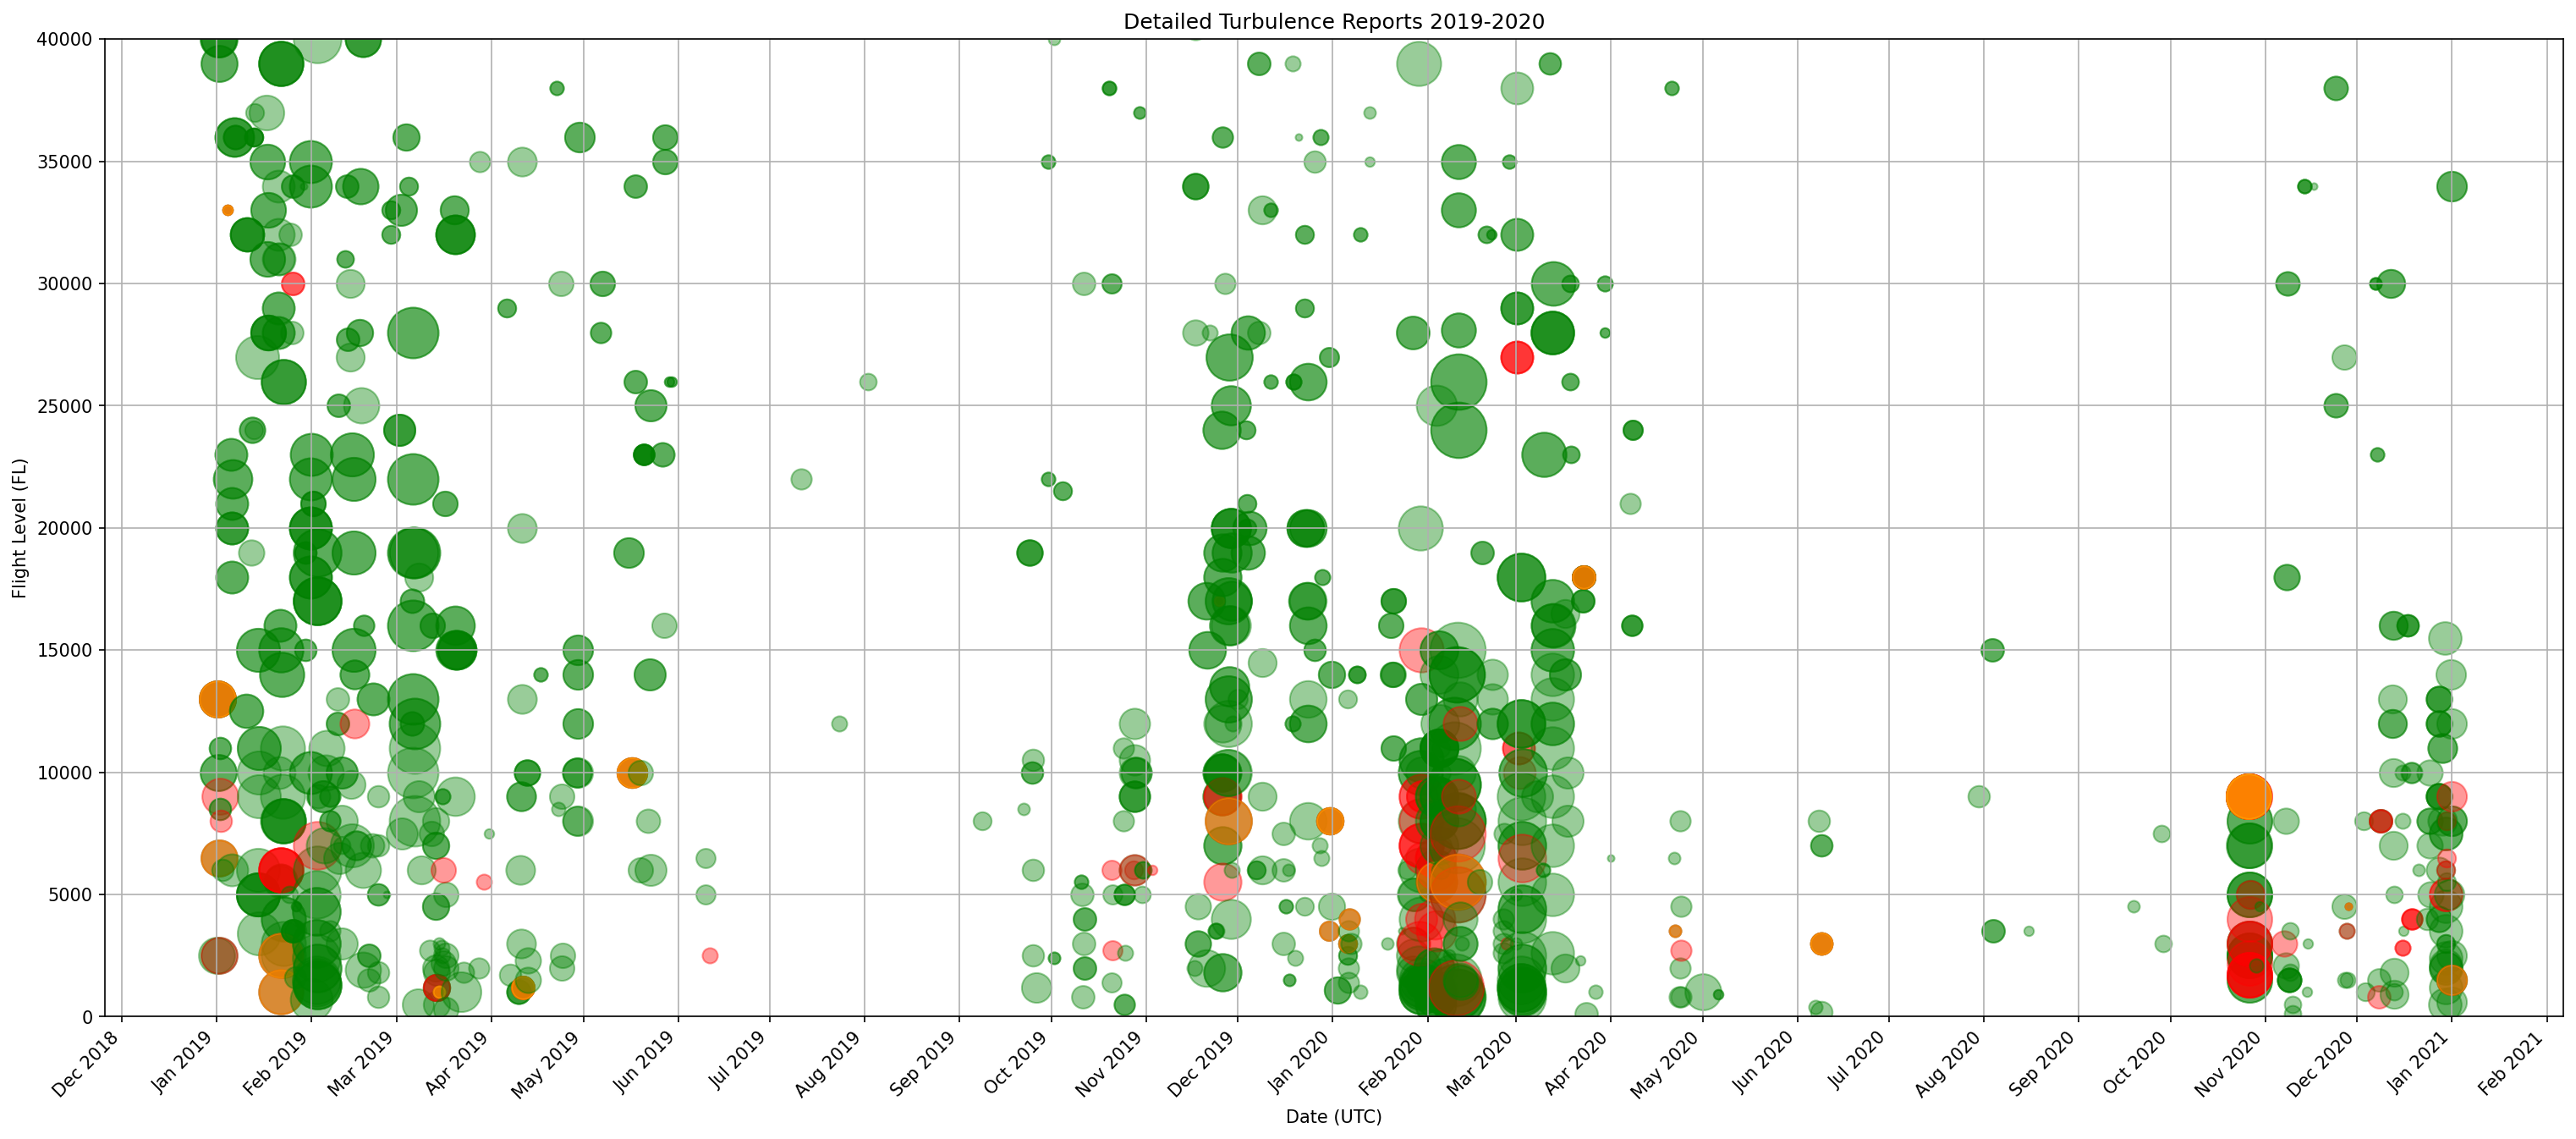 Detailed Turbulence Reports 2019-2020
40000
35000
30000
25000
20000
15000
10000
5000
0
Flight Level (FL)
Dec 2018
Jan 2019
Feb 2019
Mar 2019
Apr 2019
May 2019
Jun 2019
Jul 2019
Aug 2019
Sep 2019
Oct 2019
Nov 2019
Dec 2019
Jan 2020
Feb 2020
Mar 2020
Apr 2020
May 2020
Jun 2020
Jul 2020
Aug 2020
Sep 2020
Oct 2020
Nov 2020
Dec 2020
Jan 2021
Feb 2021
Date (UTC)